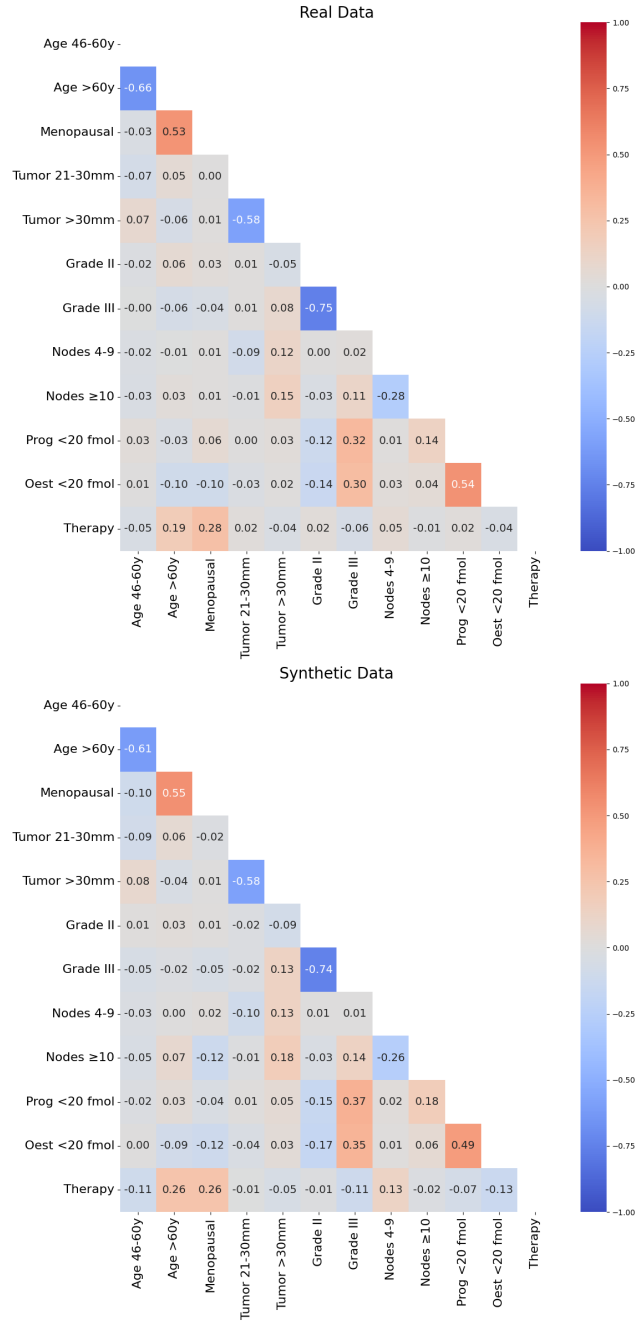 Real Data
Age 46-60y
Age >60y -0.66
Menopausal -0.03 0.53
Tumor 21-30mm -0.07 0.05 0.00
Tumor >30mm 0.07 -0.06 0.01 -0.58
Grade II -0.02 0.06 0.03 0.01 -0.05
Grade III -0.00 -0.06 -0.04 0.01 0.08 -0.75
Nodes 4-9 -0.02 -0.01 0.01 -0.09 0.12 0.00 0.02
Nodes ≥10 -0.03 0.03 0.01 -0.01 0.15 -0.03 0.11 -0.28
Prog <20 fmol 0.03 -0.03 0.06 0.00 0.03 -0.12 0.32 0.01 0.14
Oest <20 fmol 0.01 -0.10 -0.10 -0.03 0.02 -0.14 0.30 0.03 0.04 0.54
Therapy -0.05 0.19 0.28 0.02 -0.04 0.02 -0.06 0.05 -0.01 0.02 -0.04
Age 46-60y
Age >60y
Menopausal
Tumor 21-30mm
Tumor >30mm
Grade II
Grade III
Nodes 4-9
Nodes ≥10
Prog <20 fmol
Oest <20 fmol
Therapy
1.00
0.75
0.50
0.25
0.00
−0.25
−0.50
−0.75
−1.00
Synthetic Data
Age 46-60y
Age >60y -0.61
Menopausal -0.10 0.55
Tumor 21-30mm -0.09 0.06 -0.02
Tumor >30mm 0.08 -0.04 0.01 -0.58
Grade II 0.01 0.03 0.01 -0.02 -0.09
Grade III -0.05 -0.02 -0.05 -0.02 0.13 -0.74
Nodes 4-9 -0.03 0.00 0.02 -0.10 0.13 0.01 0.01
Nodes ≥10 -0.05 0.07 -0.12 -0.01 0.18 -0.03 0.14 -0.26
Prog <20 fmol -0.02 0.03 -0.04 0.01 0.05 -0.15 0.37 0.02 0.18
Oest <20 fmol 0.00 -0.09 -0.12 -0.04 0.03 -0.17 0.35 0.01 0.06 0.49
Therapy -0.11 0.26 0.26 -0.01 -0.05 -0.01 -0.11 0.13 -0.02 -0.07 -0.13
Age 46-60y
Age >60y
Menopausal
Tumor 21-30mm
Tumor >30mm
Grade II
Grade III
Nodes 4-9
Nodes ≥10
Prog <20 fmol
Oest <20 fmol
Therapy
1.00
0.75
0.50
0.25
0.00
−0.25
−0.50
−0.75
−1.00